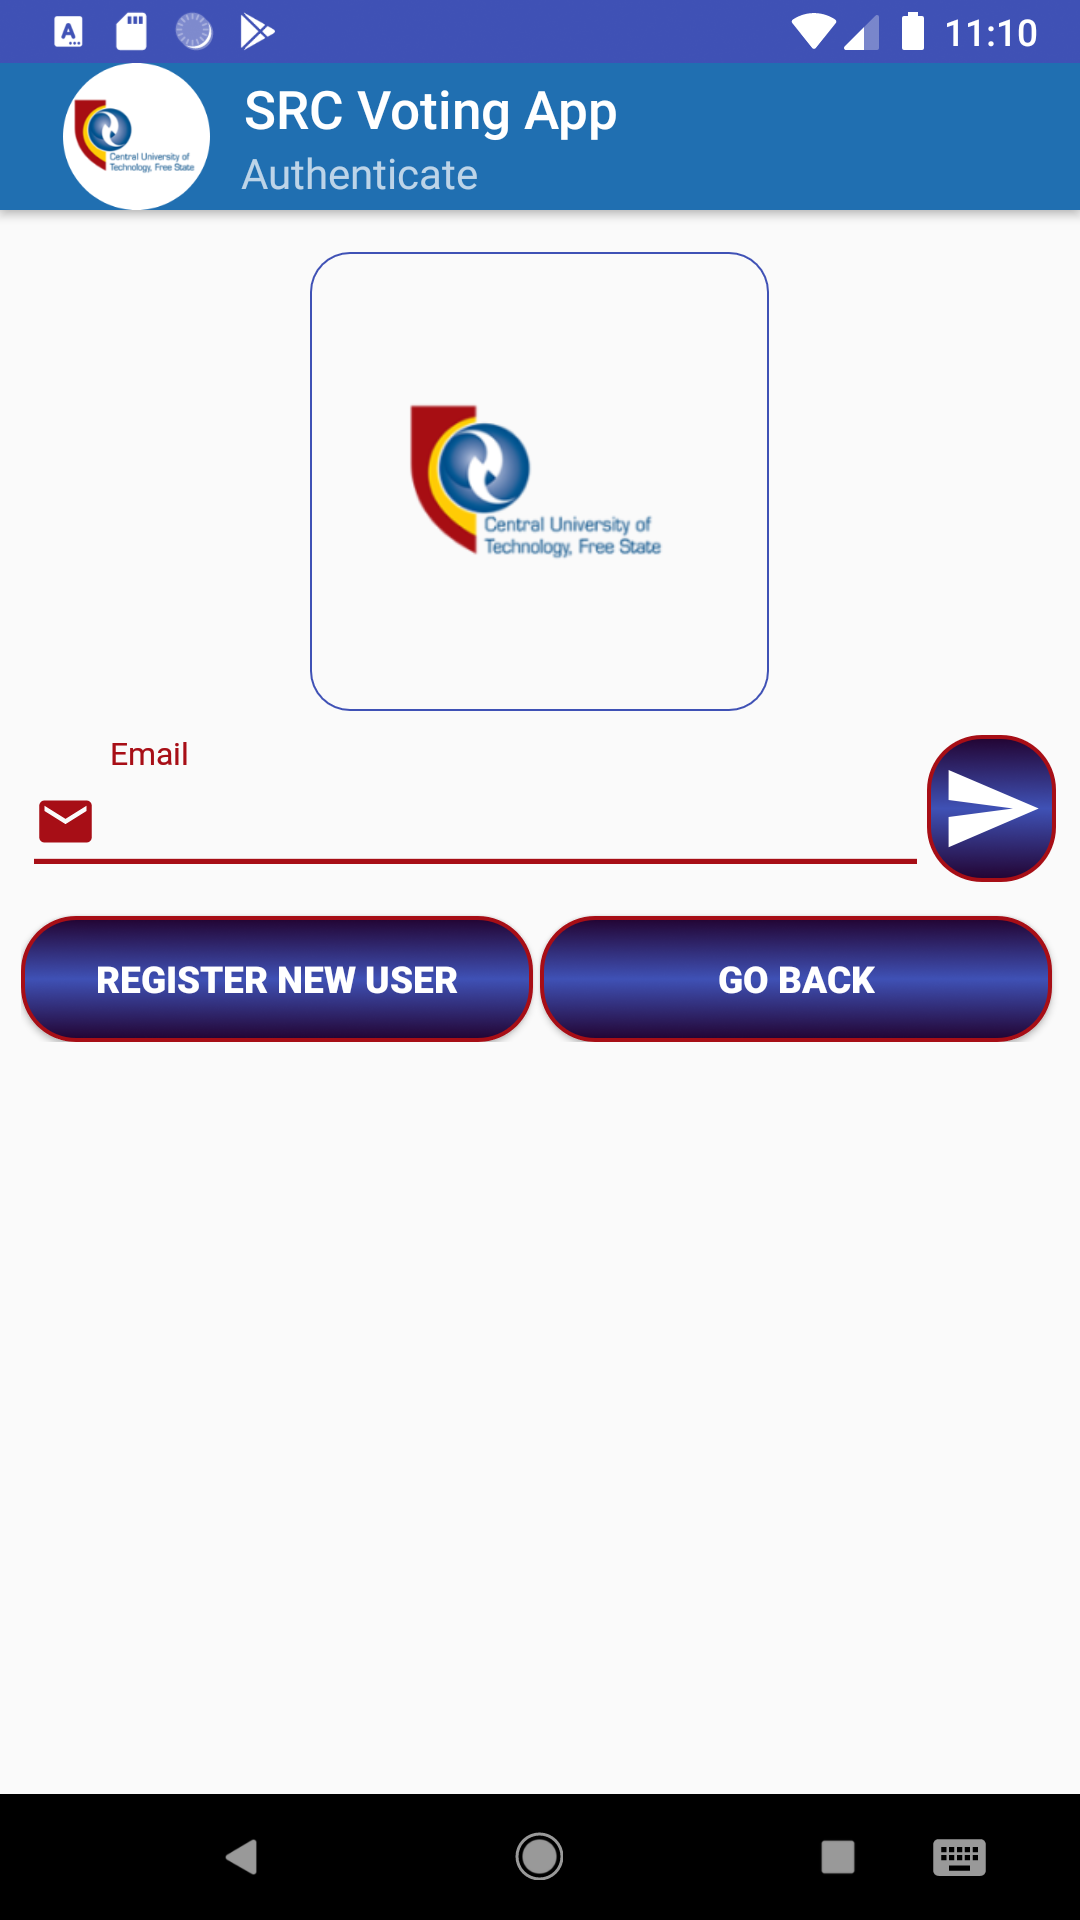 11:10
SRC Voting App
Authenticate
Central University of
Technology, Free State
Central University of
Technology, Free State
Email
REGISTER NEW USER
GO BACK